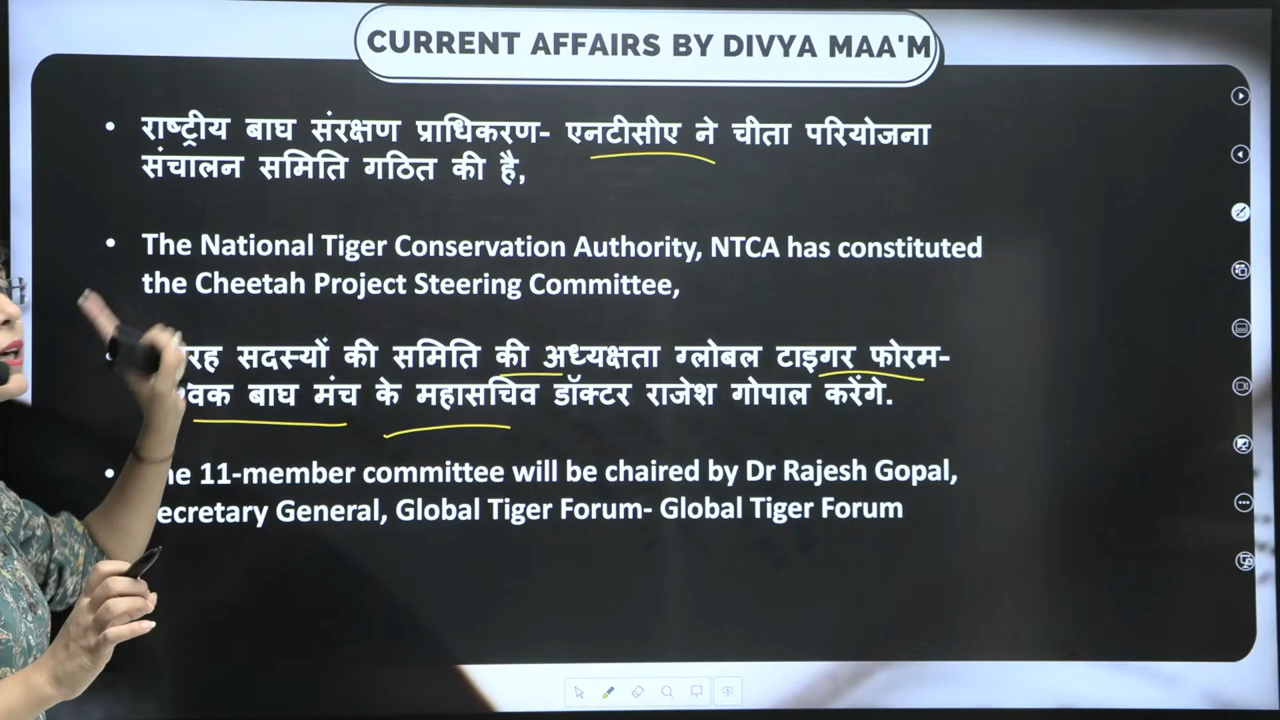 CURRENT AFFAIRS BY DIVYA MAA'M
• राष्ट्रीय बाघ संरक्षण प्राधिकरण- एनटीसीए ने चीता परियोजना
संचालन समिति गठित की है,
• The National Tiger Conservation Authority, NTCA has constituted
the Cheetah Project Steering Committee,
सदस्यों की समिति की अध्यक्षता ग्लोबल टाइगर फोरम-
बाघ मंच के महासचिव डॉक्टर राजेश गोपाल करेंगे.
• 11-member committee will be chaired by Dr Rajesh Gopal,
General, Global Tiger Forum- Global Tiger Forum